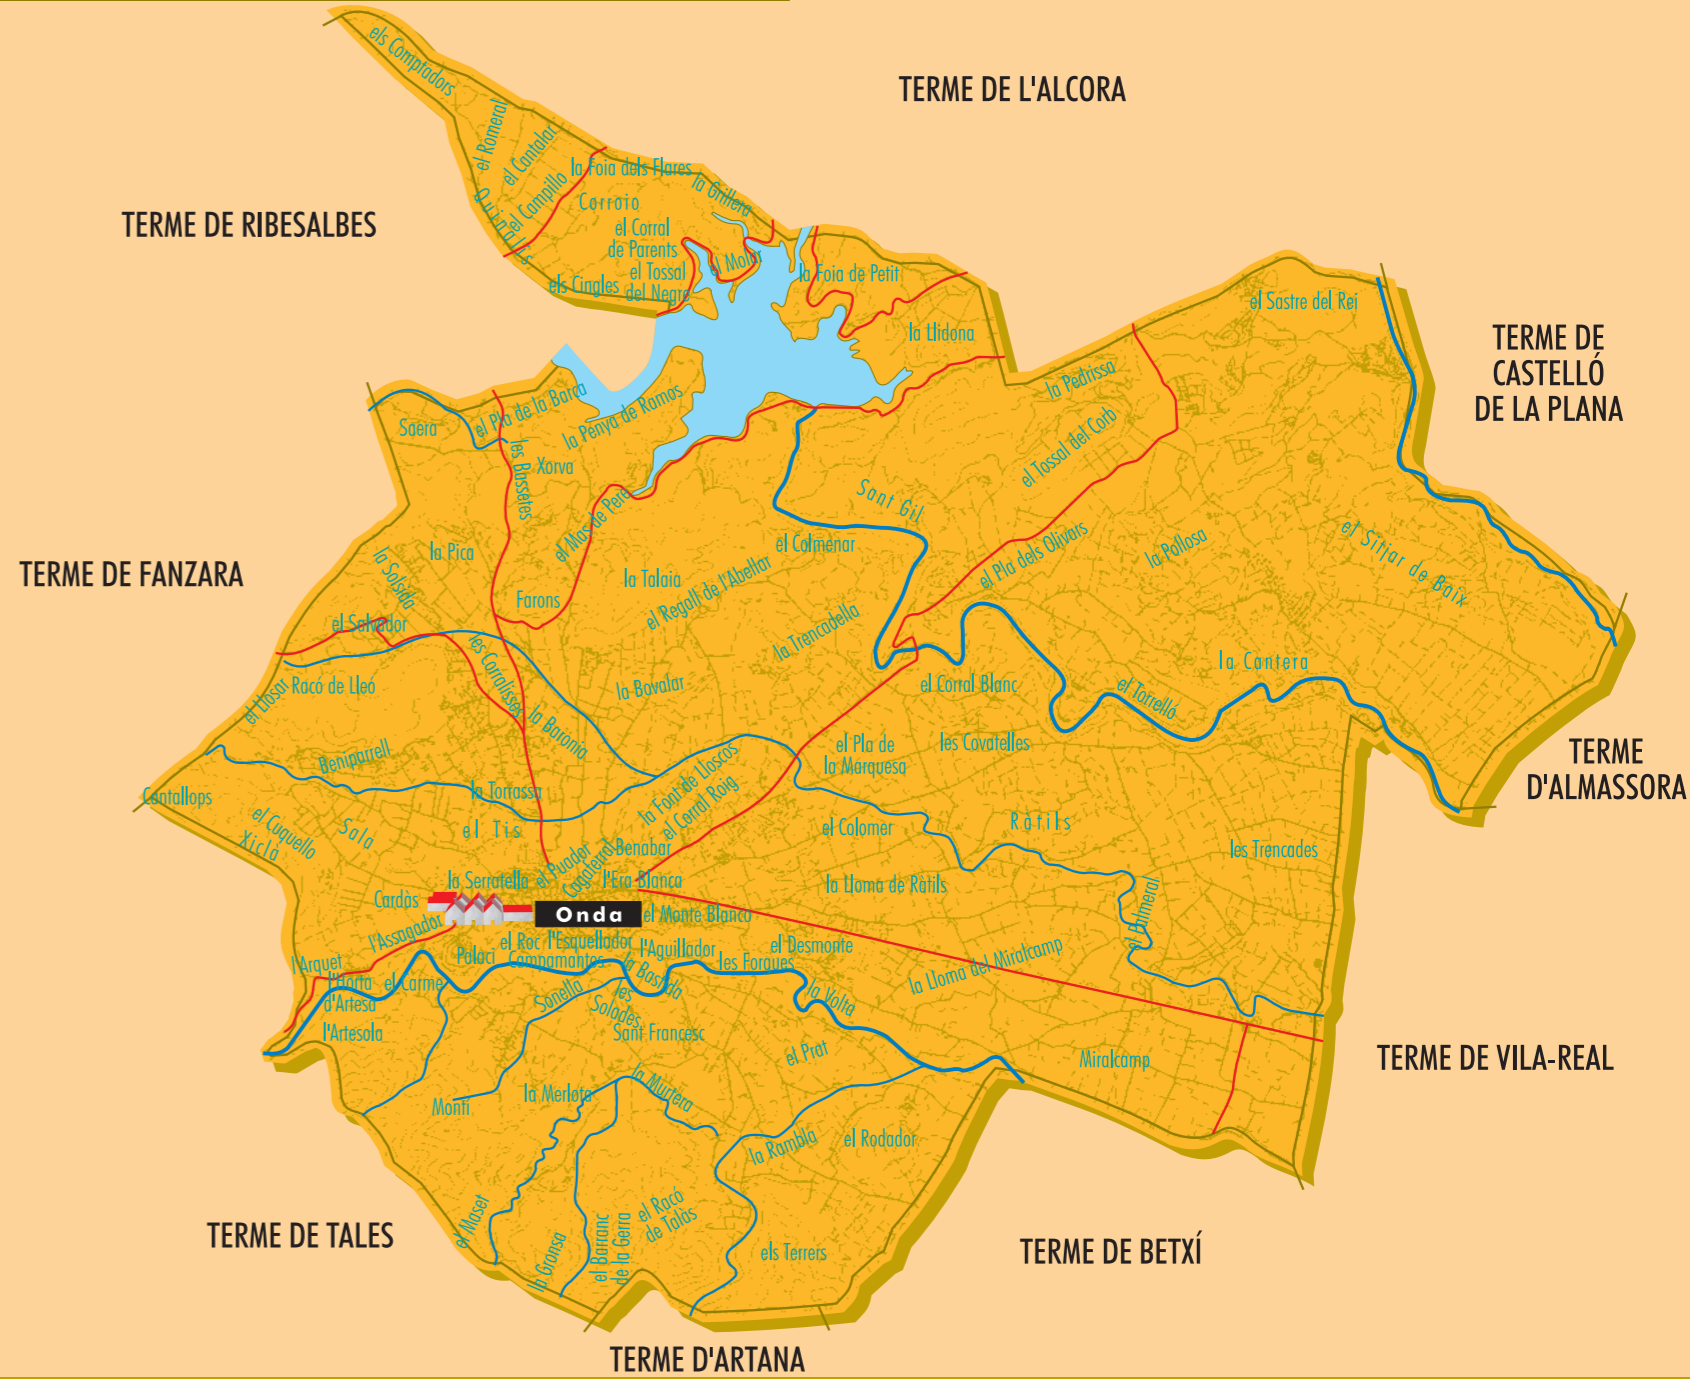 els Comptadors
TERME DE L'ALCORA
el Romeral
el Cantalar
la Foia dels Flares
el Campillo
la Grillera
Quinalis
Corroio
TERME DE RIBESALBES
el Corral
de Parents
el Molar
el Tossal
del Negre
els Cingles
la Foia de Petit
la Llidona
el Sastre del Rei
TERME DE
CASTELLÓ
DE LA PLANA
la Pedrissa
el Pla de la Barca
la Penya de Ramos
Saera
les Bassetes
Xorva
el Tossal del Corb
el Mas de Pere
Sant Gil
el Colmenar
la Pica
la Solsida
TERME DE FANZARA
la Talaia
el Regall de l'Abellar
el Pla dels Olivars
la Pollosa
el Sitjar de Baix
Farons
el Salvador
la Trencadella
les Corralisses
la Cantera
Racó de Lleó
el Llosar
la Bovalar
el Corral Blanc
el Torrelló
la Baronia
el Pla de
la Marquesa
les Covatelles
TERME
D'ALMASSORA
Beniparrell
la Font de Lloscos
Cantallops
la Torrassa
el Corral Roig
el Cuquello
Sala
el Tis
el Colomer
Ràtils
Xicla
Benabar
les Trencades
el Puador
Cagaferral
la Serratella
l'Era Blanca
la Lloma de Ràtils
Cardàs
Onda
el Monte Blanco
el Balmeral
l'Assagador
el Roc
l'Esquellador
l'Aguillador
el Desmonte
Palaci
Campamantos
les Forques
la Lloma del Miralcamp
l'Arquet
la Bassida
l'Horta
d'Artesa
el Carme
Sonella
les
Solades
la Volta
l'Artesola
Sant Francesc
el Prat
Miralcamp
TERME DE VILA-REAL
Monti
la Merlota
la Murtera
la Rambla
el Rodador
el Maset
el Racó
de Talàs
TERME DE TALES
la Gronsa
el Barranc
de la Gerra
els Terrers
TERME DE BETXÍ
TERME D'ARTANA